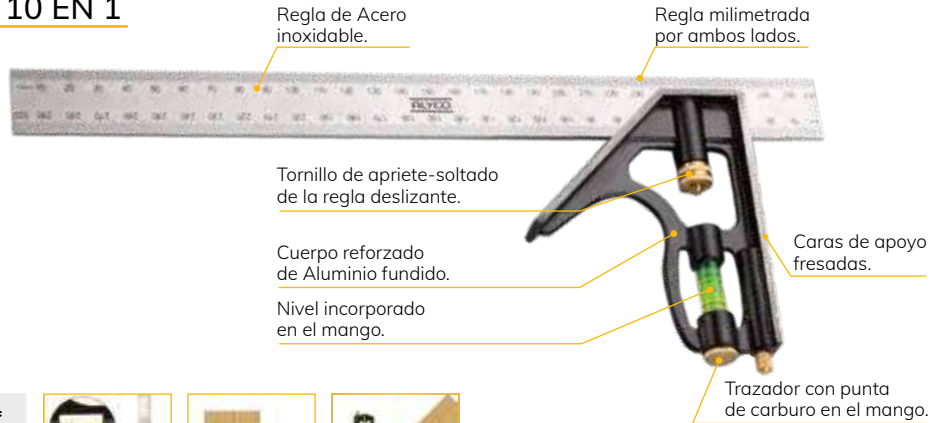 10 EN 1
Regla de Acero
inoxidable.
Regla milimetrada
por ambos lados.
ALYCO
Tornillo de apriete-soltado
de la regla deslizante.
Cuerpo reforzado
de Aluminio fundido.
Nivel incorporado
en el mango.
Caras de apoyo
fresadas.
Trazador con punta
de carburo en el mango.